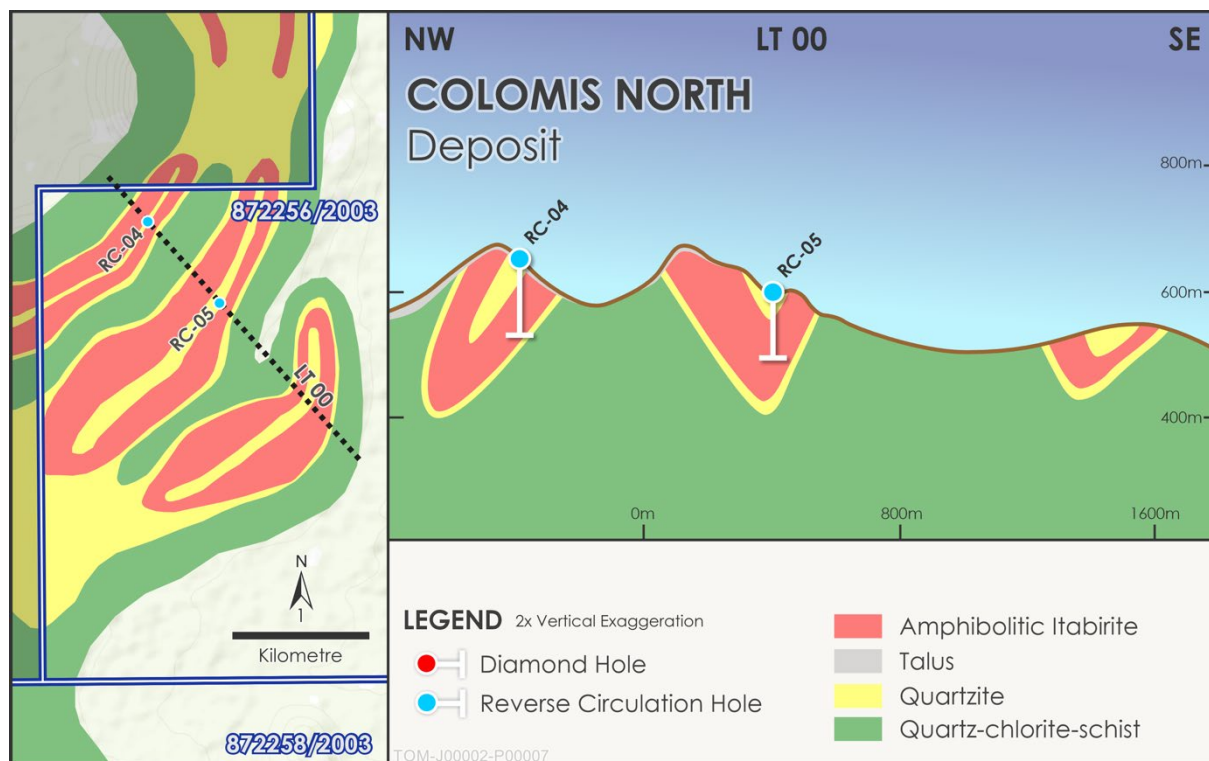 872256/2003
RC-04
RC-05
LT 00
N
1
Kilometre
872258/2003
NW
LT 00
SE
COLOMIS NORTH
Deposit
RC-04
RC-05
800m
600m
400m
0m
800m
1600m
LEGEND 2x Vertical Exaggeration
Diamond Hole
Reverse Circulation Hole
Amphibolitic Itabirite
Talus
Quartzite
Quartz-chlorite-schist
TOM-J00002-P00007